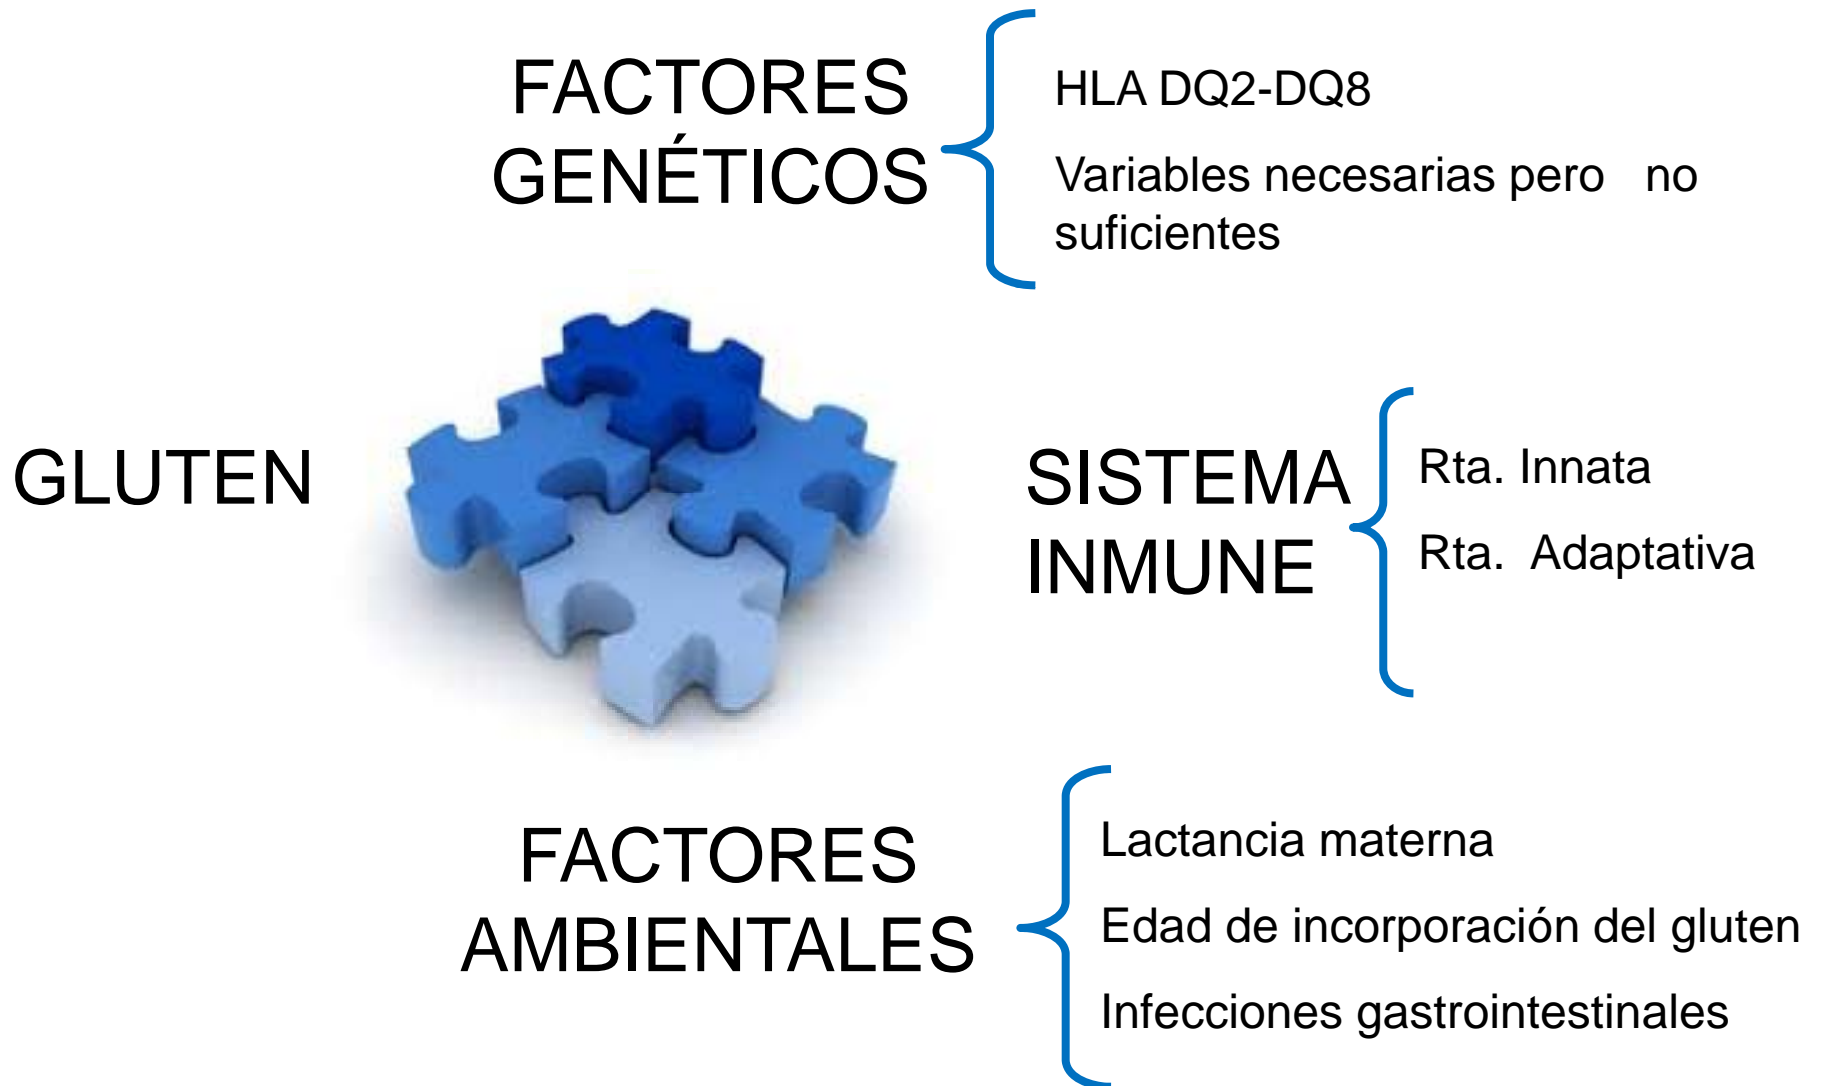 FACTORES
GENÉTICOS
HLA DQ2-DQ8
Variables necesarias pero no
suficientes
GLUTEN
SISTEMA
INMUNE
Rta. Innata
Rta. Adaptativa
FACTORES
AMBIENTALES
Lactancia materna
Edad de incorporación del gluten
Infecciones gastrointestinales